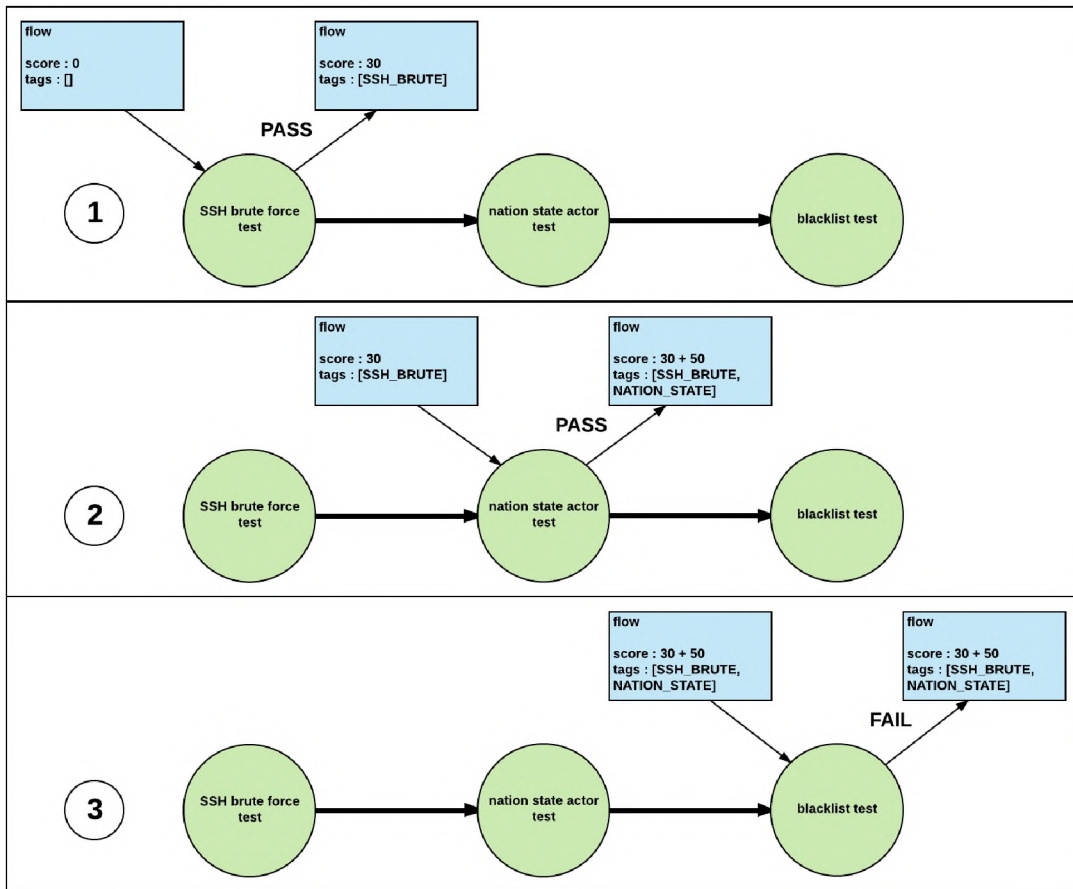 flow
score : 0
tags : []
flow
score : 30
tags : [SSH_BRUTE]
PASS
1
SSH brute force
test
nation state actor
test
blacklist test
flow
score : 30
tags : [SSH_BRUTE]
flow
score : 30 + 50
tags : [SSH_BRUTE,
NATION_STATE]
PASS
2
SSH brute force
test
nation state actor
test
blacklist test
flow
score : 30 + 50
tags : [SSH_BRUTE,
NATION_STATE]
flow
score : 30 + 50
tags : [SSH_BRUTE,
NATION_STATE]
FAIL
3
SSH brute force
test
nation state actor
test
blacklist test